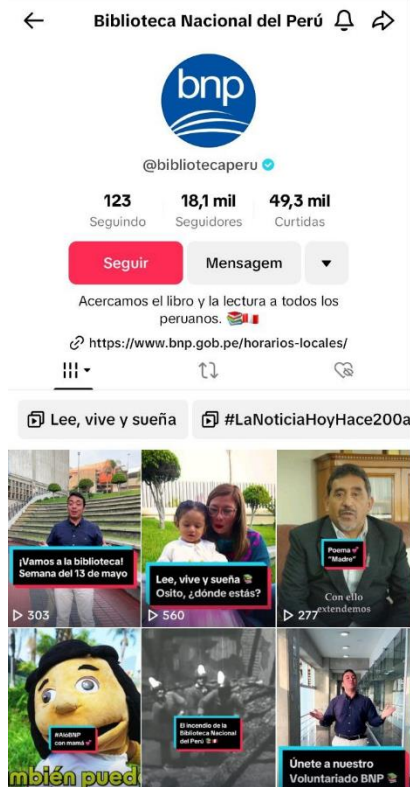 Biblioteca Nacional del Perú
bnp
@bibliotecaperu
123
Seguindo
18,1 mil
Seguidores
49,3 mil
Curtidas
Seguir
Mensagem
Acercamos el libro y la lectura a todos los
peruanos.
https://www.bnp.gob.pe/horarios-locales/
Lee, vive y sueña
#LaNoticiaHoyHace200a
¡Vamos a la biblioteca!
Semana del 13 de mayo
303
Lee, vive y sueña
Osito, ¿dónde estás?
560
Poema
"Madre"
Con ello
extendemos
277
#AlóBNP
con mamá
mbién pued
El incendio de la
Biblioteca Nacional
del Perú
Únete a nuestro
Voluntariado BNP